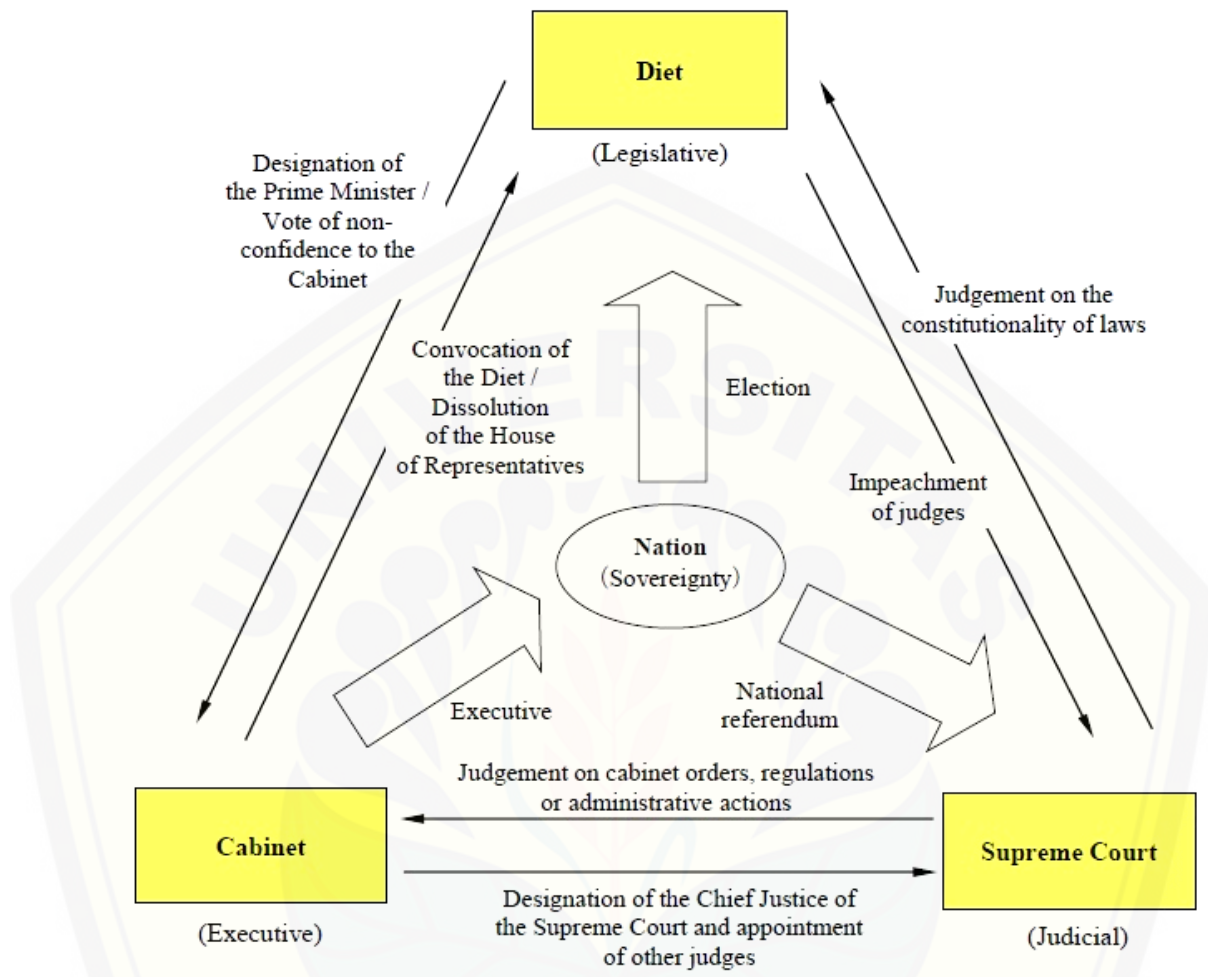 Diet
(Legislative)
Designation of
the Prime Minister /
Vote of non-
confidence to the
Cabinet
Convocation of
the Diet /
Dissolution
of the House
of Representatives
Election
Judgement on the
constitutionality of laws
Impeachment
of judges
Nation
(Sovereignty)
Executive
National
referendum
Judgement on cabinet orders, regulations
or administrative actions
Cabinet
(Executive)
Supreme Court
(Judicial)
Designation of the Chief Justice of
the Supreme Court and appointment
of other judges
UNIVERSITAS